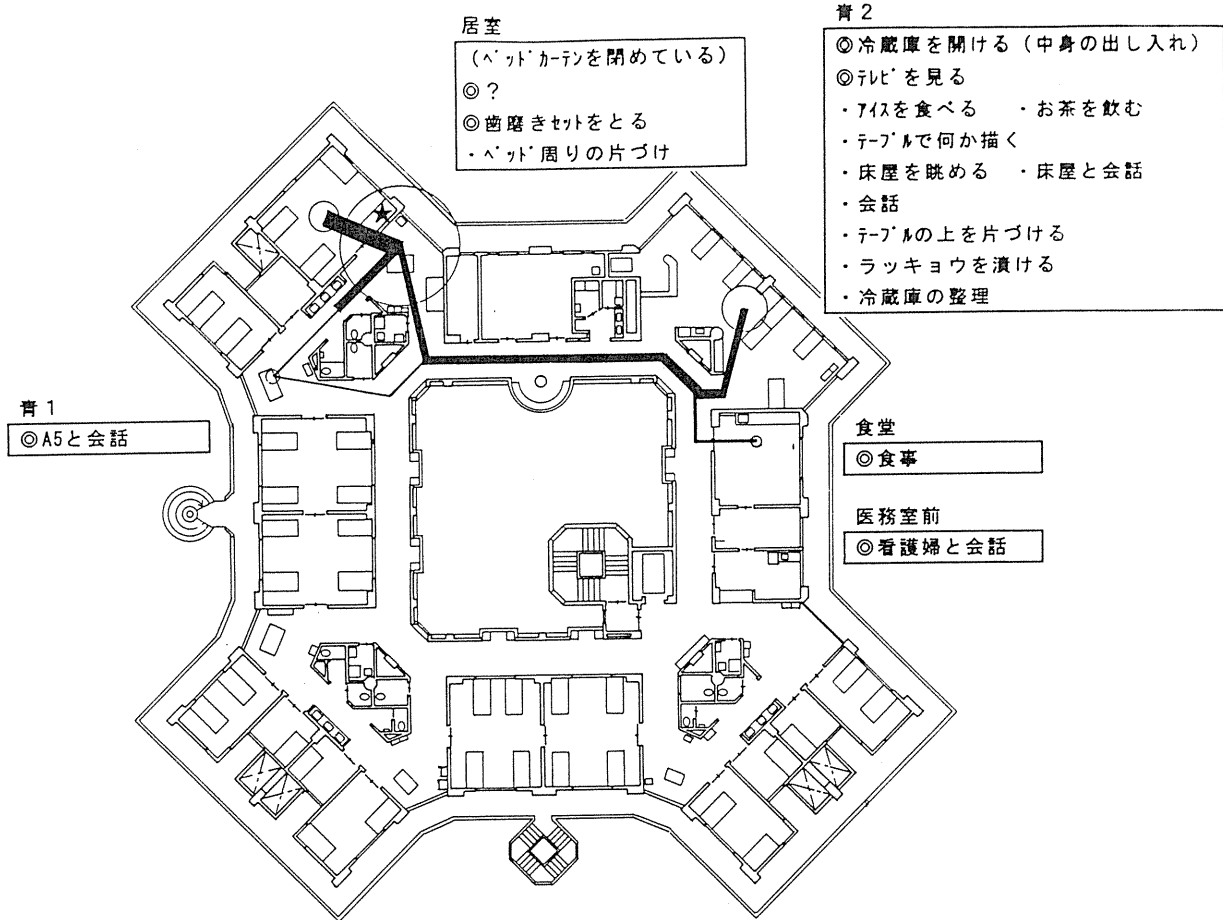 居室
(ベッドカーテンを閉めている)
◎？
◎歯磨きセットをとる
・ベッド周りの片づけ
青2
◎冷蔵庫を開ける(中身の出し入れ)
◎テレビを見る
・アイスを食べる ・お茶を飲む
・テーブルで何か描く
・床屋を眺める ・床屋と会話
・会話
・テーブルの上を片づける
・ラッキョウを漬ける
・冷蔵庫の整理
青1
◎A5と会話
食堂
◎食事
医務室前
◎看護婦と会話